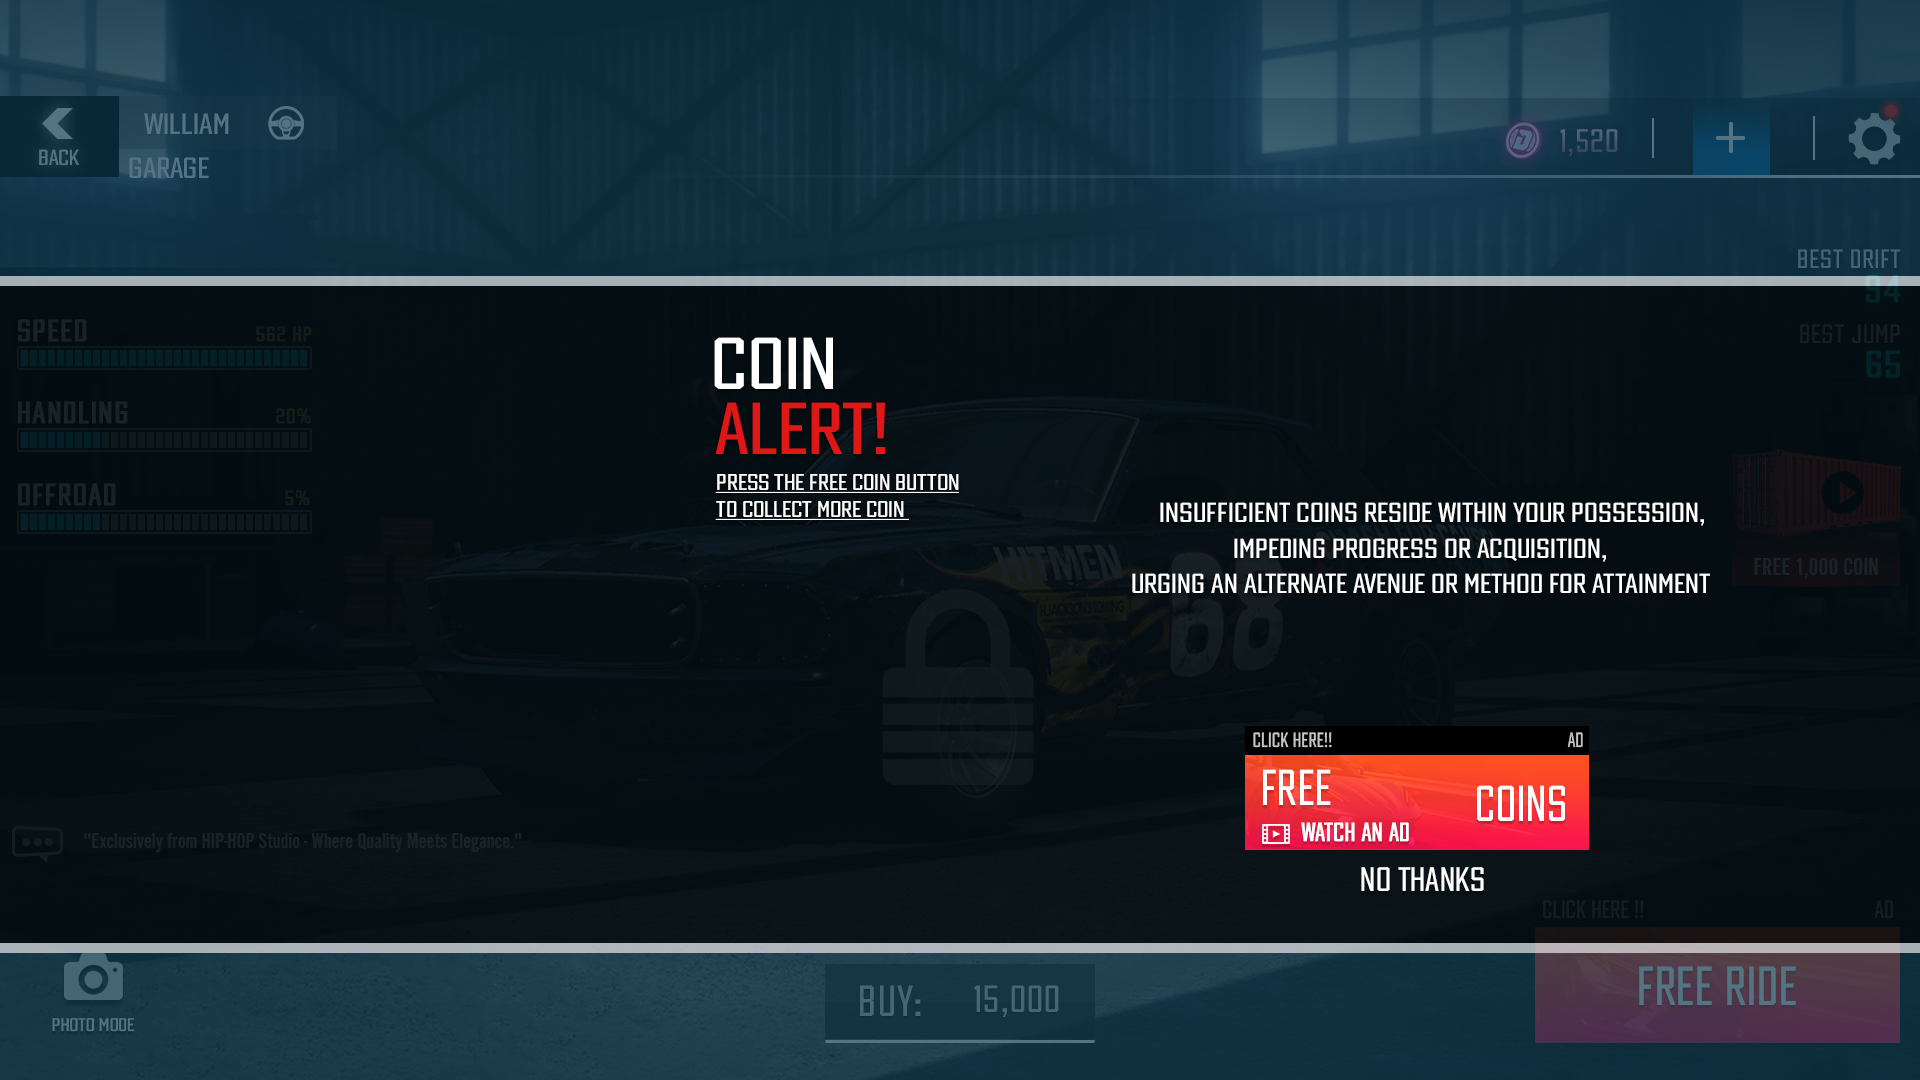 BACK
WILLIAM
GARAGE
1,520
BEST DRIFT
94
BEST JUMP
65
SPEED
562 HP
HANDLING
20%
OFFROAD
5%
COIN
ALERT!
PRESS THE FREE COIN BUTTON
TO COLLECT MORE COIN
INSUFFICIENT COINS RESIDE WITHIN YOUR POSSESSION,
IMPEDING PROGRESS OR ACQUISITION,
URGING AN ALTERNATE AVENUE OR METHOD FOR ATTAINMENT
FREE 1,000 COIN
HITMEN
H.JACKSONSTOWING
68
CLICK HERE!!
AD
FREE
COINS
WATCH AN AD
NO THANKS
"Exclusively from HIP-HOP Studio - Where Quality Meets Elegance."
CLICK HERE !!
AD
FREE RIDE
PHOTO MODE
BUY:
15,000